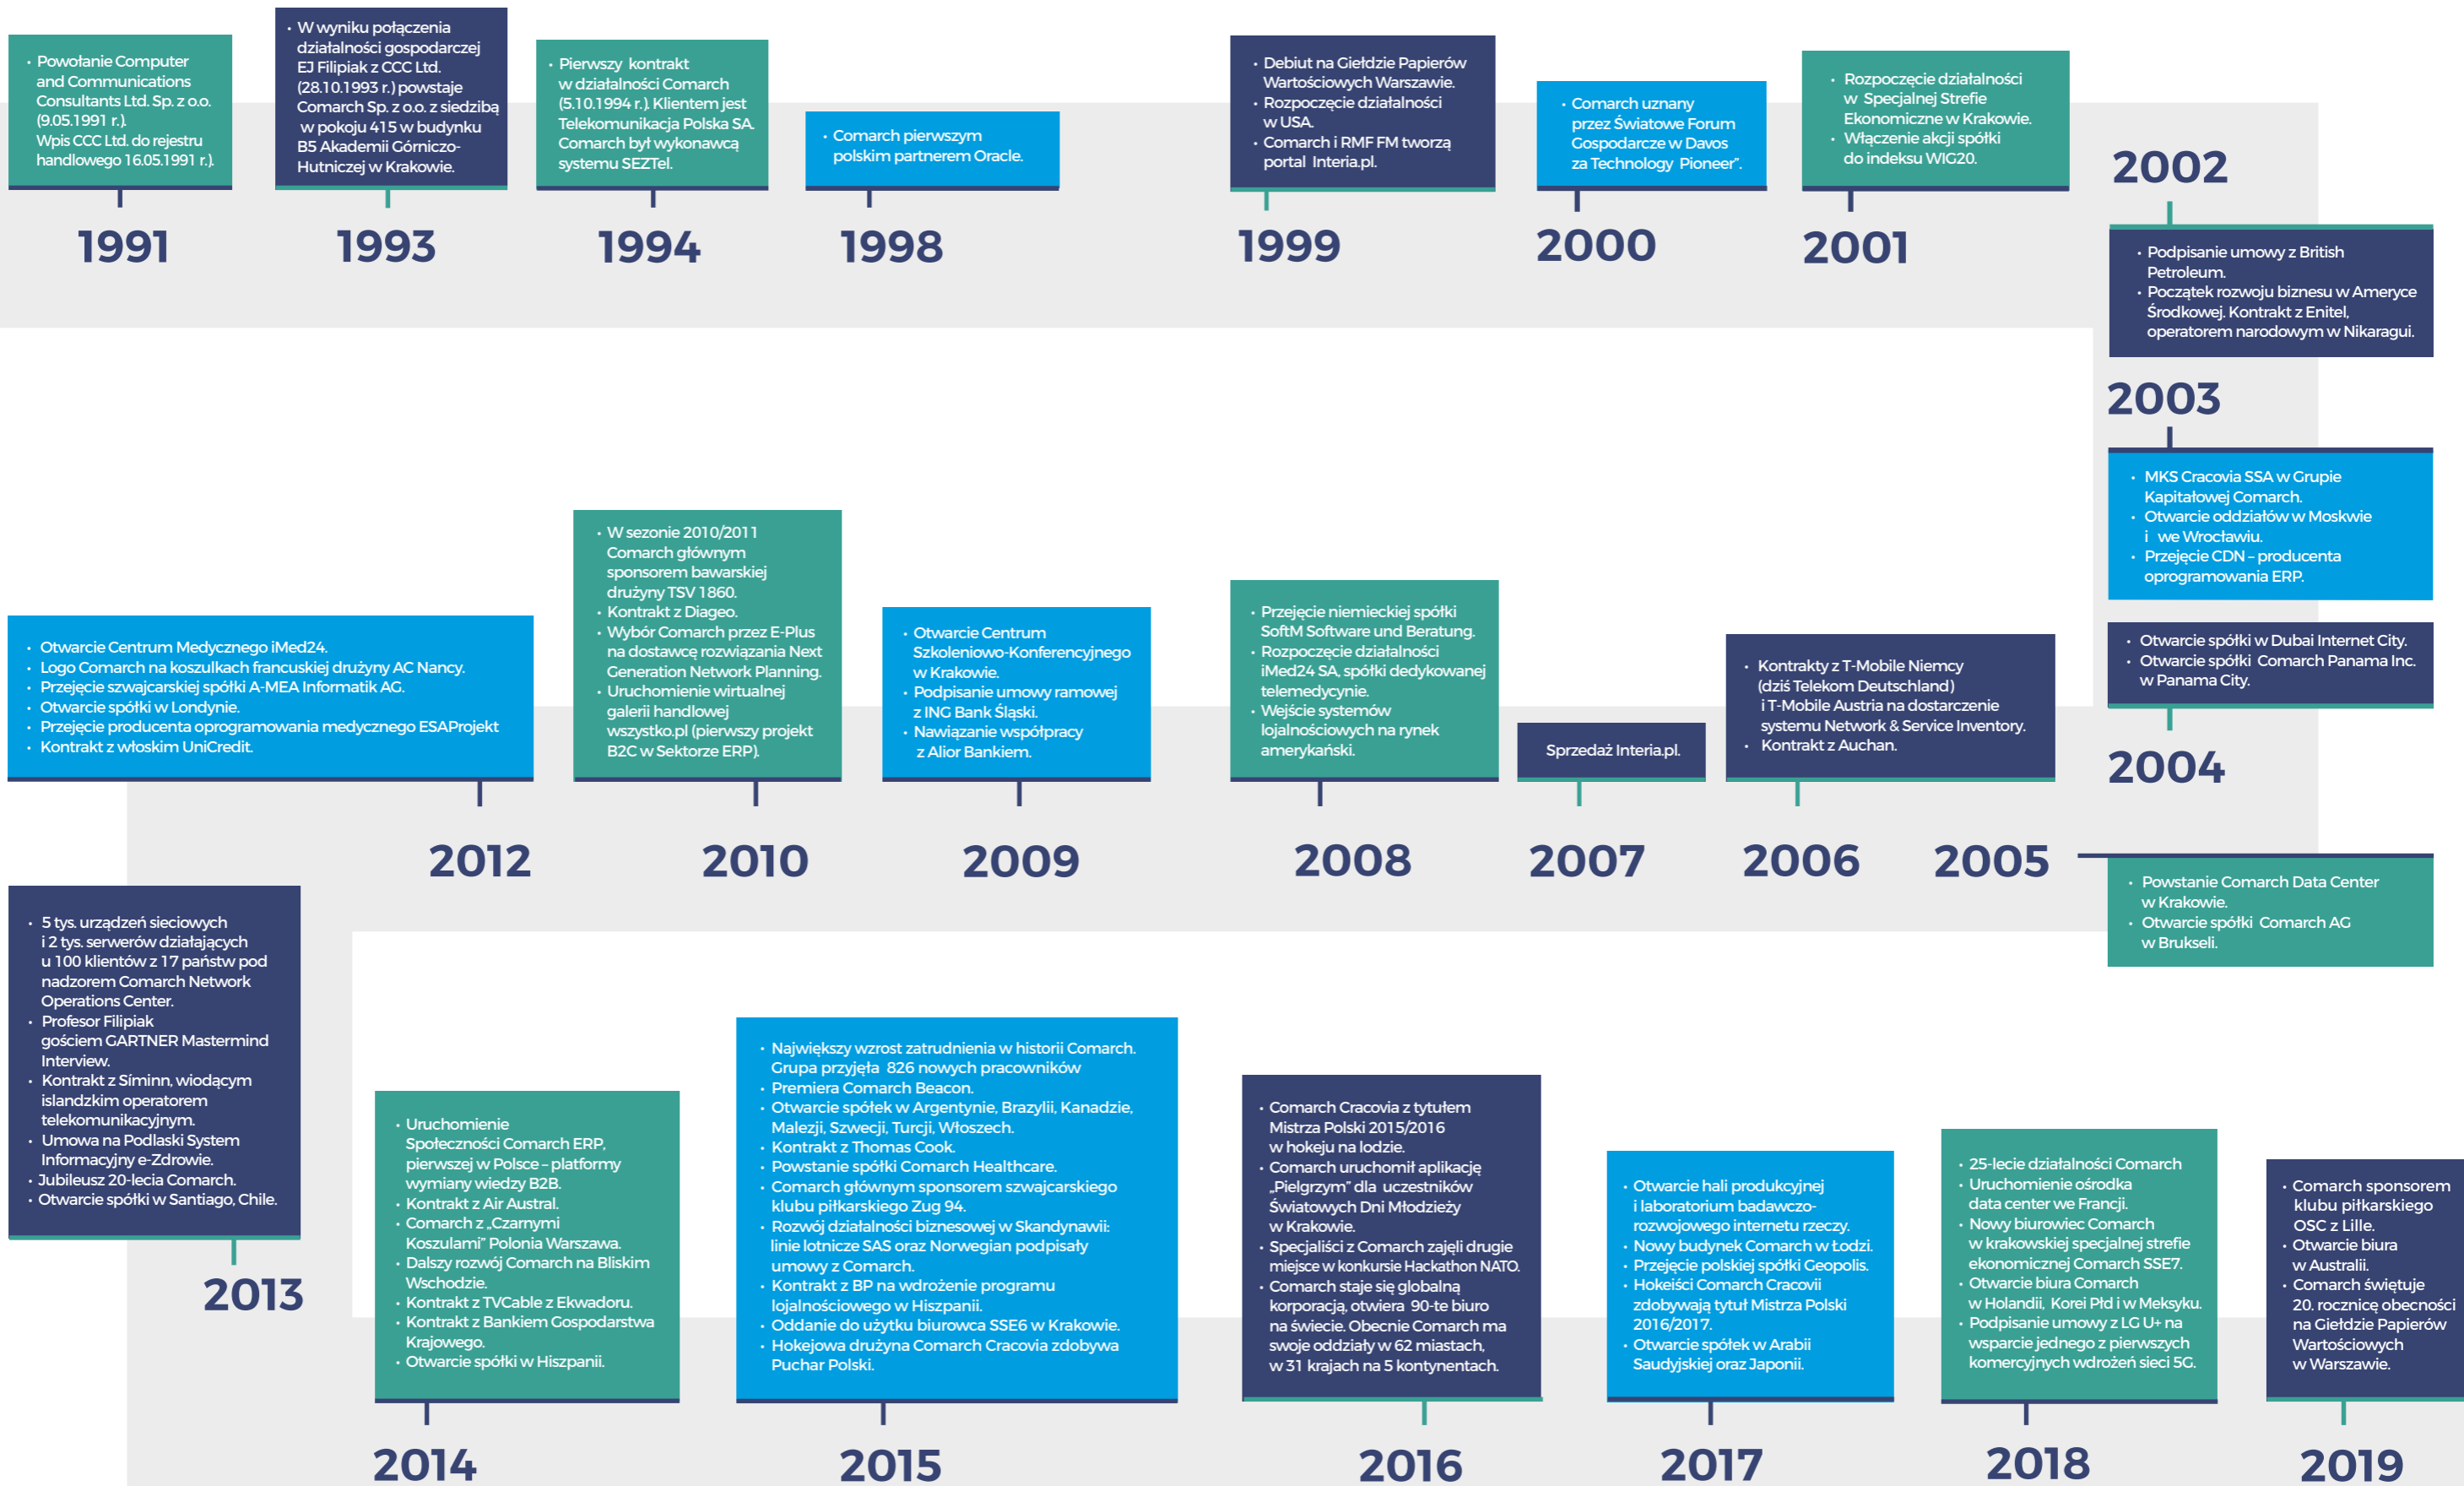 • Powołanie Computer
and Communications
Consultants Ltd. Sp. z o.o.
(9.05.1991 r.).
Wpis CCC Ltd. do rejestru
handlowego 16.05.1991 r.).
1991
• W wyniku połączenia
działalności gospodarczej
EJ Filipiak z CCC Ltd.
(28.10.1993 r.) powstaje
Comarch Sp. z o.o. z siedzibą
w pokoju 415 w budynku
B5 Akademii Górniczo-
Hutniczej w Krakowie.
1993
• Pierwszy kontrakt
w działalności Comarch
(5.10.1994 r.). Klientem jest
Telekomunikacja Polska SA.
Comarch był wykonawcą
systemu SEZTel.
1994
• Comarch pierwszym
polskim partnerem Oracle.
1998
• Debiut na Giełdzie Papierów
Wartościowych Warszawie.
• Rozpoczęcie działalności
w USA.
• Comarch i RMF FM tworzą
portal Interia.pl.
1999
• Comarch uznany
przez Światowe Forum
Gospodarcze w Davos
za Technology Pioneer”.
2000
• Rozpoczęcie działalności
w Specjalnej Strefie
Ekonomiczne w Krakowie.
• Włączenie akcji spółki
do indeksu WIG20.
2001
2002
• Podpisanie umowy z British
Petroleum.
• Początek rozwoju biznesu w Ameryce
Środkowej. Kontrakt z Enitel,
operatorem narodowym w Nikaragui.
2003
• MKS Cracovia SSA w Grupie
Kapitałowej Comarch.
• Otwarcie oddziałów w Moskwie
i we Wrocławiu.
• Przejęcie CDN – producenta
oprogramowania ERP.
• Otwarcie spółki w Dubai Internet City.
• Otwarcie spółki Comarch Panama Inc.
w Panama City.
2004
2005
• Powstanie Comarch Data Center
w Krakowie.
• Otwarcie spółki Comarch AG
w Brukseli.
• Kontrakty z T-Mobile Niemcy
(dziś Telekom Deutschland)
i T-Mobile Austria na dostarczenie
systemu Network & Service Inventory.
• Kontrakt z Auchan.
2006
Sprzedaż Interia.pl.
2007
• Przejęcie niemieckiej spółki
SoftM Software und Beratung.
• Rozpoczęcie działalności
iMed24 SA, spółki dedykowanej
telemedycynie.
• Wejście systemów
lojalnościowych na rynek
amerykański.
2008
• Otwarcie Centrum
Szkoleniowo-Konferencyjnego
w Krakowie.
• Podpisanie umowy ramowej
z ING Bank Śląski.
• Nawiązanie współpracy
z Alior Bankiem.
2009
• W sezonie 2010/2011
Comarch głównym
sponsorem bawarskiej
drużyny TSV 1860.
• Kontrakt z Diageo.
• Wybór Comarch przez E-Plus
na dostawcę rozwiązania Next
Generation Network Planning.
• Uruchomienie wirtualnej
galerii handlowej
wszystko.pl (pierwszy projekt
B2C w Sektorze ERP).
2010
• Otwarcie Centrum Medycznego iMed24.
• Logo Comarch na koszulkach francuskiej drużyny AC Nancy.
• Przejęcie szwajcarskiej spółki A-MEA Informatik AG.
• Otwarcie spółki w Londynie.
• Przejęcie producenta oprogramowania medycznego ESAProjekt
• Kontrakt z włoskim UniCredit.
2012
• 5 tys. urządzeń sieciowych
i 2 tys. serwerów działających
u 100 klientów z 17 państw pod
nadzorem Comarch Network
Operations Center.
• Profesor Filipiak
gościem GARTNER Mastermind
Interview.
• Kontrakt z Síminn, wiodącym
islandzkim operatorem
telekomunikacyjnym.
• Umowa na Podlaski System
Informacyjny e-Zdrowie.
• Jubileusz 20-lecia Comarch.
• Otwarcie spółki w Santiago, Chile.
2013
• Uruchomienie
Społeczności Comarch ERP,
pierwszej w Polsce – platformy
wymiany wiedzy B2B.
• Kontrakt z Air Austral.
• Comarch z „Czarnymi
Koszulami” Polonia Warszawa.
• Dalszy rozwój Comarch na Bliskim
Wschodzie.
• Kontrakt z TVCable z Ekwadoru.
• Kontrakt z Bankiem Gospodarstwa
Krajowego.
• Otwarcie spółki w Hiszpanii.
2014
• Największy wzrost zatrudnienia w historii Comarch.
Grupa przyjęła 826 nowych pracowników
• Premiera Comarch Beacon.
• Otwarcie spółek w Argentynie, Brazylii, Kanadzie,
Malezji, Szwecji, Turcji, Włoszech.
• Kontrakt z Thomas Cook.
• Powstanie spółki Comarch Healthcare.
• Comarch głównym sponsorem szwajcarskiego
klubu piłkarskiego Zug 94.
• Rozwój działalności biznesowej w Skandynawii:
linie lotnicze SAS oraz Norwegian podpisały
umowy z Comarch.
• Kontrakt z BP na wdrożenie programu
lojalnościowego w Hiszpanii.
• Oddanie do użytku biurowca SSE6 w Krakowie.
• Hokejowa drużyna Comarch Cracovia zdobywa
Puchar Polski.
2015
• Comarch Cracovia z tytułem
Mistrza Polski 2015/2016
w hokeju na lodzie.
• Comarch uruchomił aplikację
„Pielgrzym” dla uczestników
Światowych Dni Młodzieży
w Krakowie.
• Specjaliści z Comarch zajęli drugie
miejsce w konkursie Hackathon NATO.
• Comarch staje się globalną
korporacją, otwiera 90-te biuro
na świecie. Obecnie Comarch ma
swoje oddziały w 62 miastach,
w 31 krajach na 5 kontynentach.
2016
• Otwarcie hali produkcyjnej
i laboratorium badawczo-
rozwojowego internetu rzeczy.
• Nowy budynek Comarch w Łodzi.
• Przejęcie polskiej spółki Geopolis.
• Hokeiści Comarch Cracovii
zdobywają tytuł Mistrza Polski
2016/2017.
• Otwarcie spółek w Arabii
Saudyjskiej oraz Japonii.
2017
• 25-lecie działalności Comarch
• Uruchomienie ośrodka
data center we Francji.
• Nowy biurowiec Comarch
w krakowskiej specjalnej strefie
ekonomicznej Comarch SSE7.
• Otwarcie biura Comarch
w Holandii, Korei Płd i w Meksyku.
• Podpisanie umowy z LG U+ na
wsparcie jednego z pierwszych
komercyjnych wdrożeń sieci 5G.
2018
• Comarch sponsorem
klubu piłkarskiego
OSC z Lille.
• Otwarcie biura
w Australii.
• Comarch świętuje
20. rocznicę obecności
na Giełdzie Papierów
Wartościowych
w Warszawie.
2019